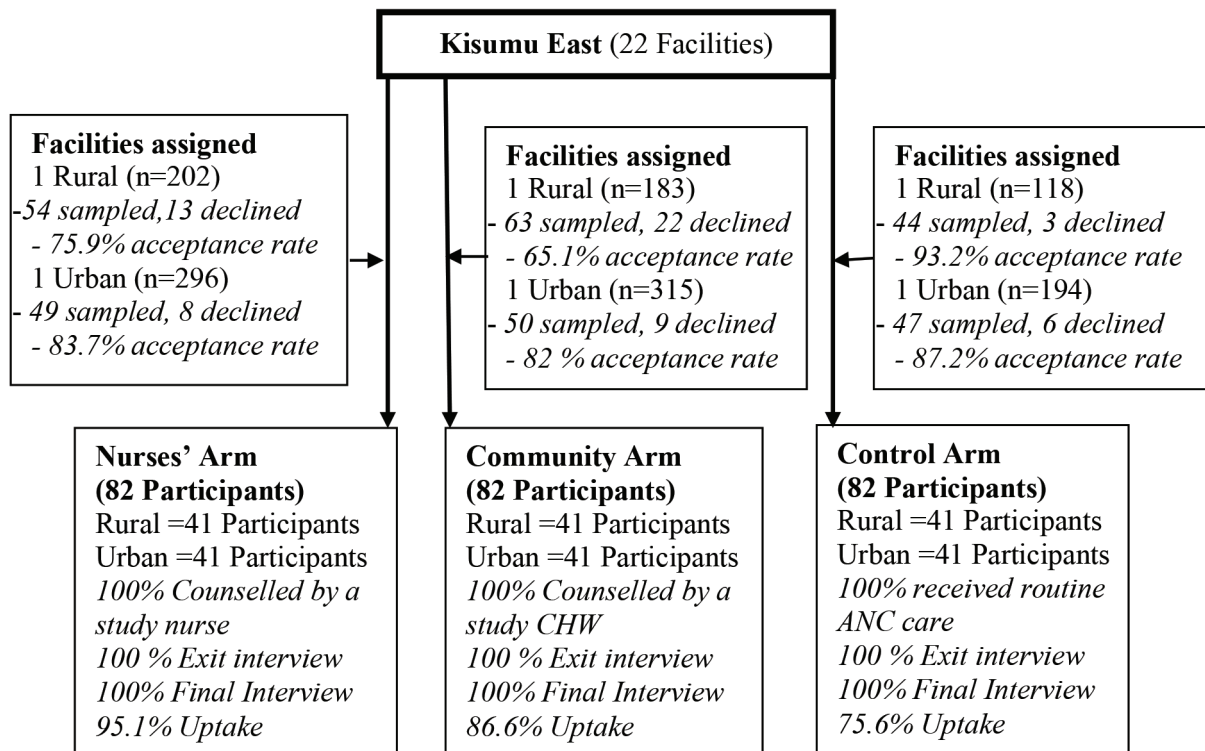 Kisumu East (22 Facilities)
Facilities assigned
1 Rural (n=202)
-54 sampled,13 declined
- 75.9% acceptance rate
1 Urban (n=296)
- 49 sampled, 8 declined
- 83.7% acceptance rate
Facilities assigned
1 Rural (n=183)
- 63 sampled, 22 declined
- 65.1% acceptance rate
1 Urban (n=315)
- 50 sampled, 9 declined
- 82 % acceptance rate
Facilities assigned
1 Rural (n=118)
- 44 sampled, 3 declined
- 93.2% acceptance rate
1 Urban (n=194)
- 47 sampled, 6 declined
- 87.2% acceptance rate
Nurses’ Arm
(82 Participants)
Rural =41 Participants
Urban =41 Participants
100% Counselled by a
study nurse
100 % Exit interview
100% Final Interview
95.1% Uptake
Community Arm
(82 Participants)
Rural =41 Participants
Urban =41 Participants
100% Counselled by a
study CHW
100 % Exit interview
100% Final Interview
86.6% Uptake
Control Arm
(82 Participants)
Rural =41 Participants
Urban =41 Participants
100% received routine
ANC care
100 % Exit interview
100% Final Interview
75.6% Uptake